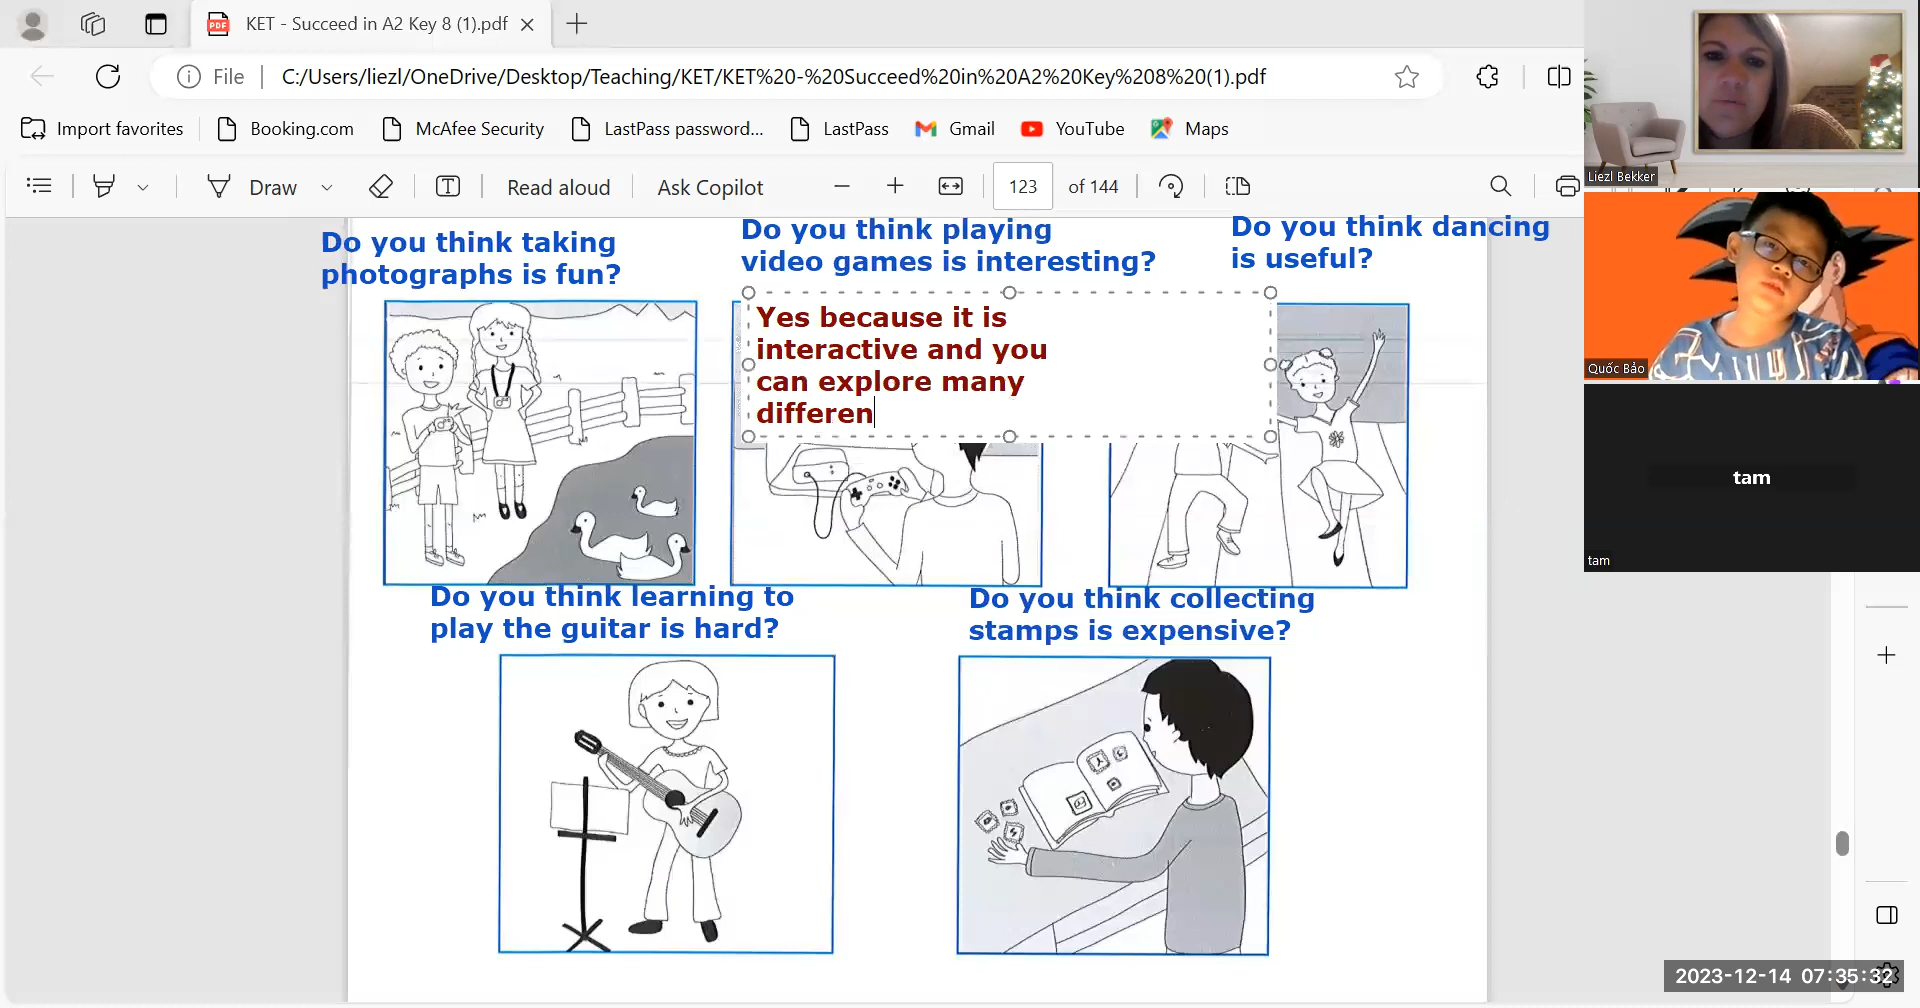 KET - Succeed in A2 Key 8 (1).pdf
File
C:/Users/liezl/OneDrive/Desktop/Teaching/KET/KET%20-%20Succeed%20in%20A2%20Key%208%20(1).pdf
Import favorites
Booking.com
McAfee Security
LastPass password...
LastPass
Gmail
YouTube
Maps
Draw
Read aloud
Ask Copilot
123
of 144
Do you think taking
photographs is fun?
Do you think playing
video games is interesting?
Do you think dancing
is useful?
Yes because it is
interactive and you
can explore many
differen
Do you think learning to
play the guitar is hard?
Do you think collecting
stamps is expensive?
Liezl Bekker
Quốc Bảo
tam
tam
2023-12-14 07:35:32